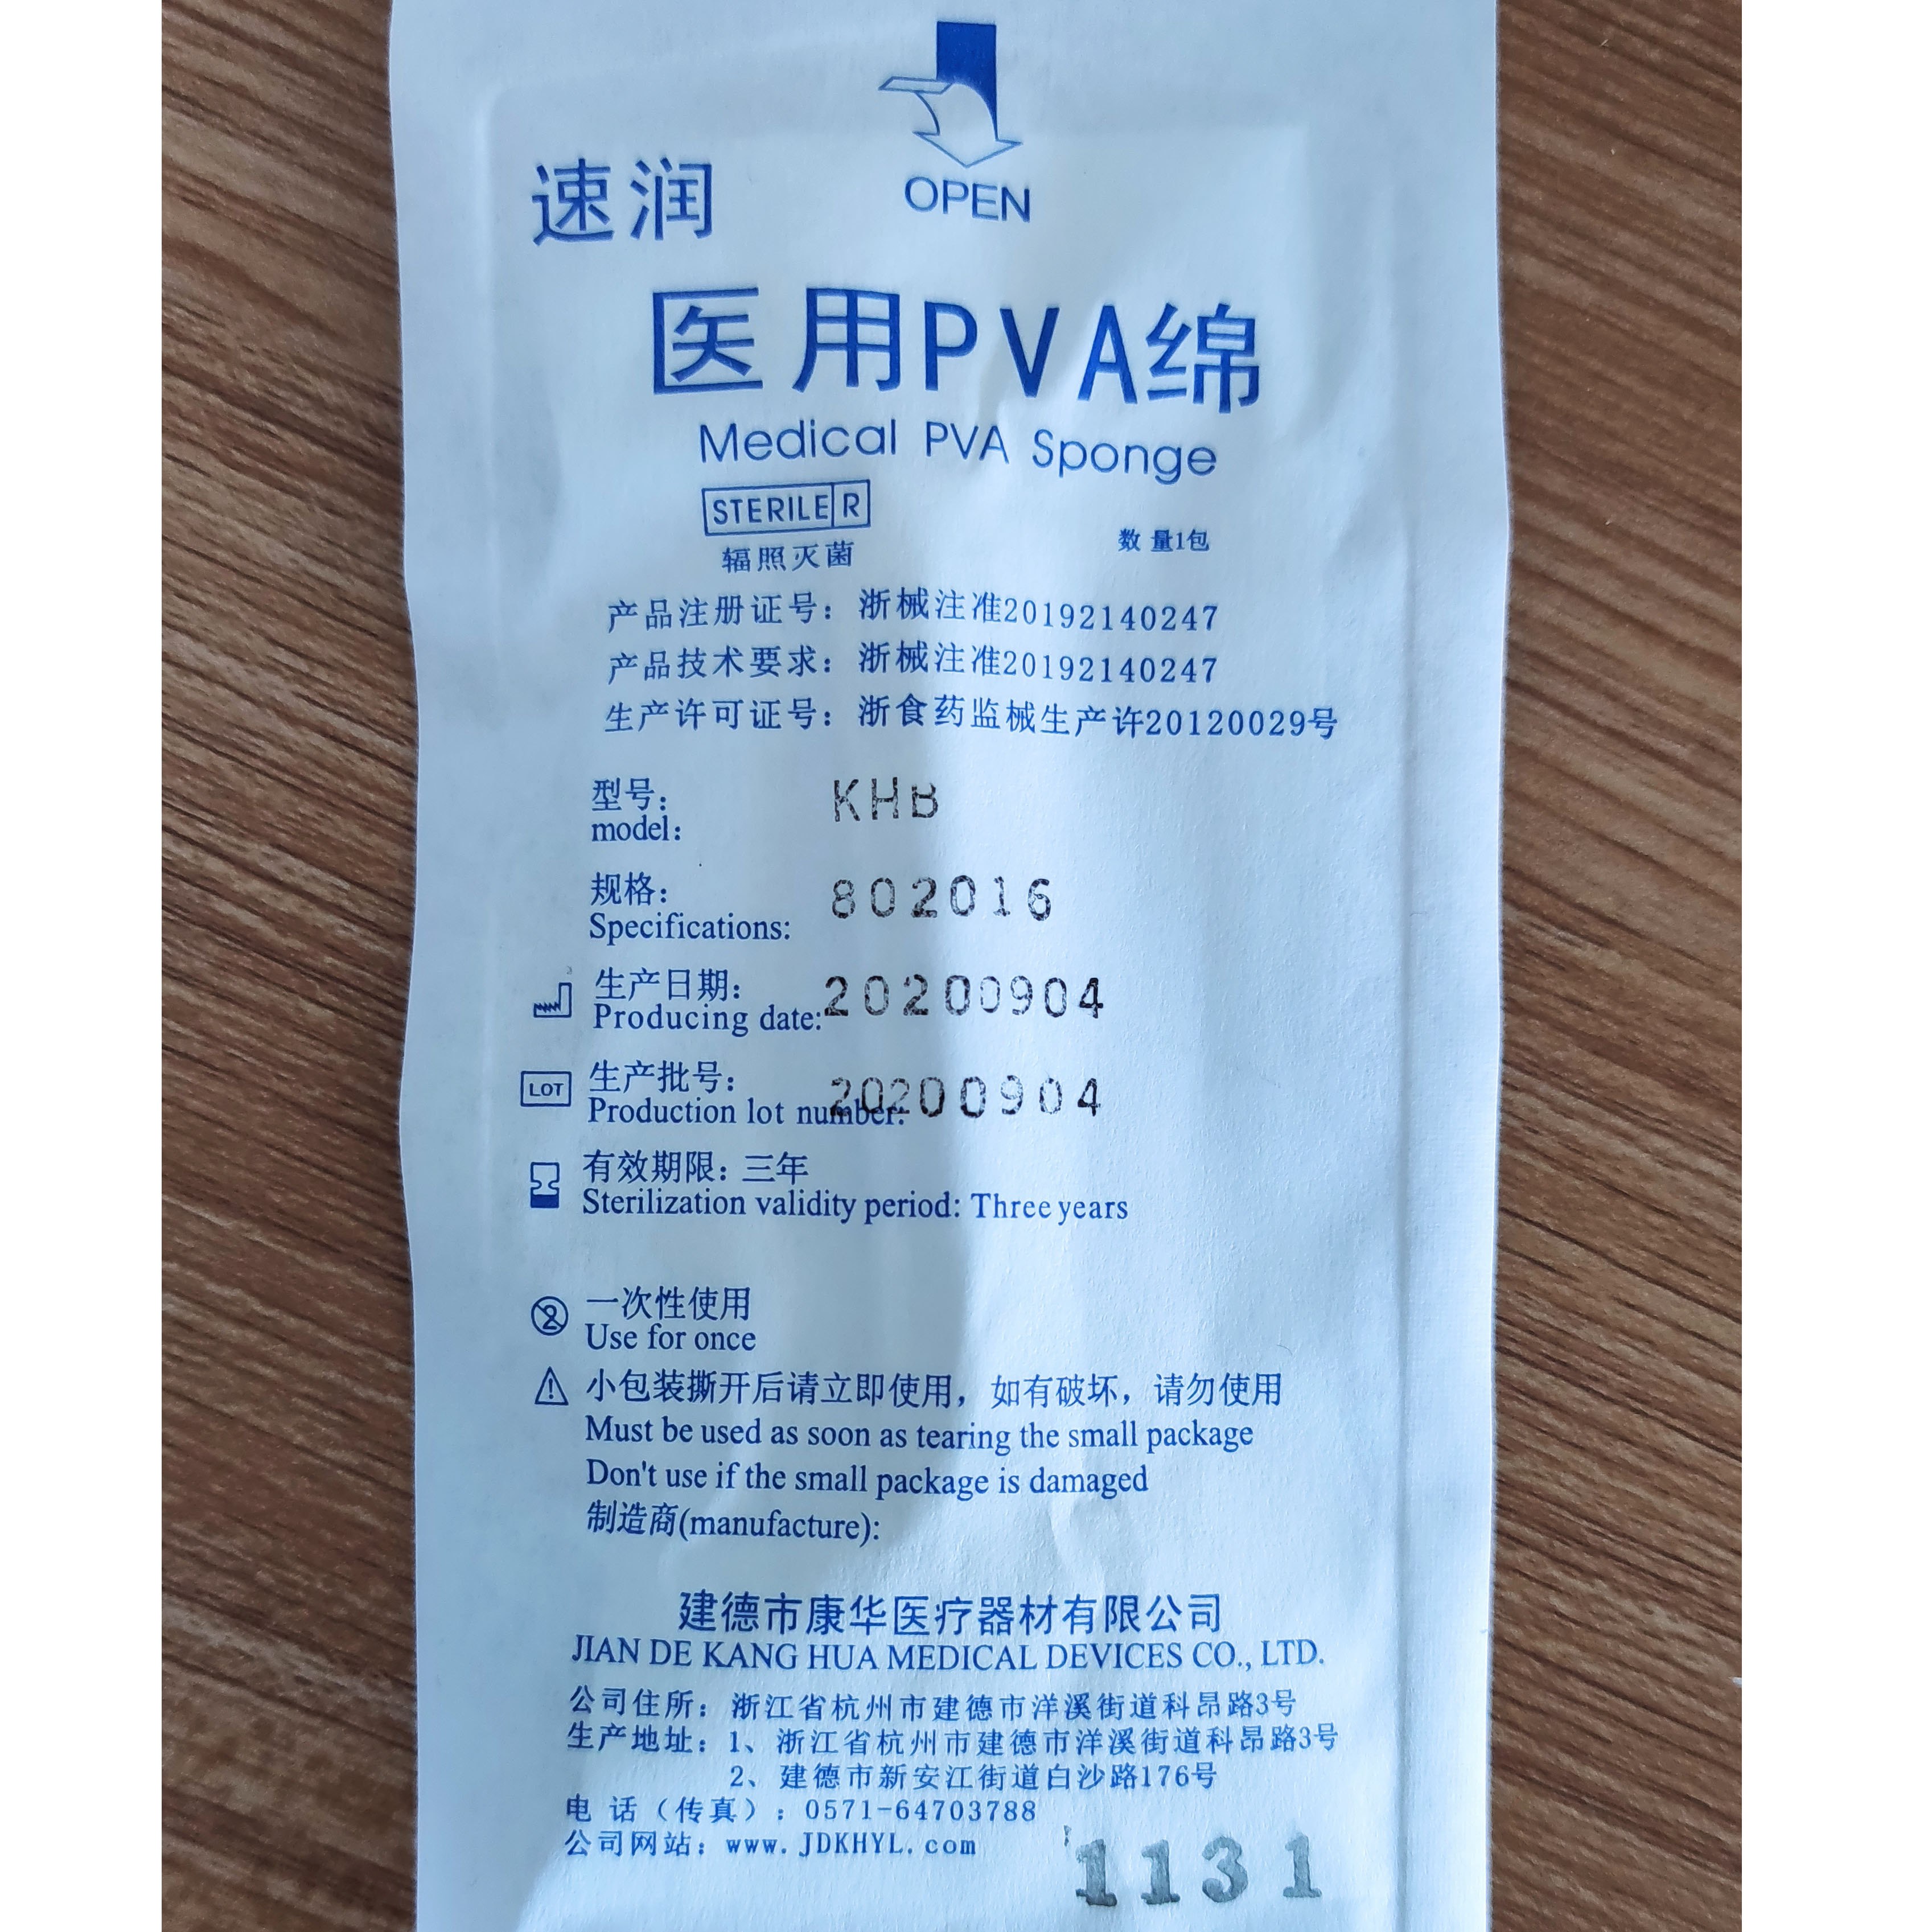 OPEN
速润
医用PVA绵
Medical PVA Sponge
STERILE R
辐照灭菌
数量1包
产品注册证号：浙械注准20192140247
产品技术要求：浙械注准20192140247
生产许可证号：浙食药监械生产许20120029号
型号： KHB
model：
规格： 802016
Specifications:
生产日期： 20200904
Producing date:
LOT 生产批号： 20200904
Production lot number:
有效期限：三年
Sterilization validity period: Three years
2 一次性使用
Use for once
小包装撕开后请立即使用，如有破坏，请勿使用
Must be used as soon as tearing the small package
Don't use if the small package is damaged
制造商(manufacture):
建德市康华医疗器材有限公司
JIAN DE KANG HUA MEDICAL DEVICES CO., LTD.
公司住所：浙江省杭州市建德市洋溪街道科昂路3号
生产地址：1、浙江省杭州市建德市洋溪街道科昂路3号
2、建德市新安江街道白沙路176号
电 话（传真）：0571-64703788
公司网站：www.JDKHYL.com
1131